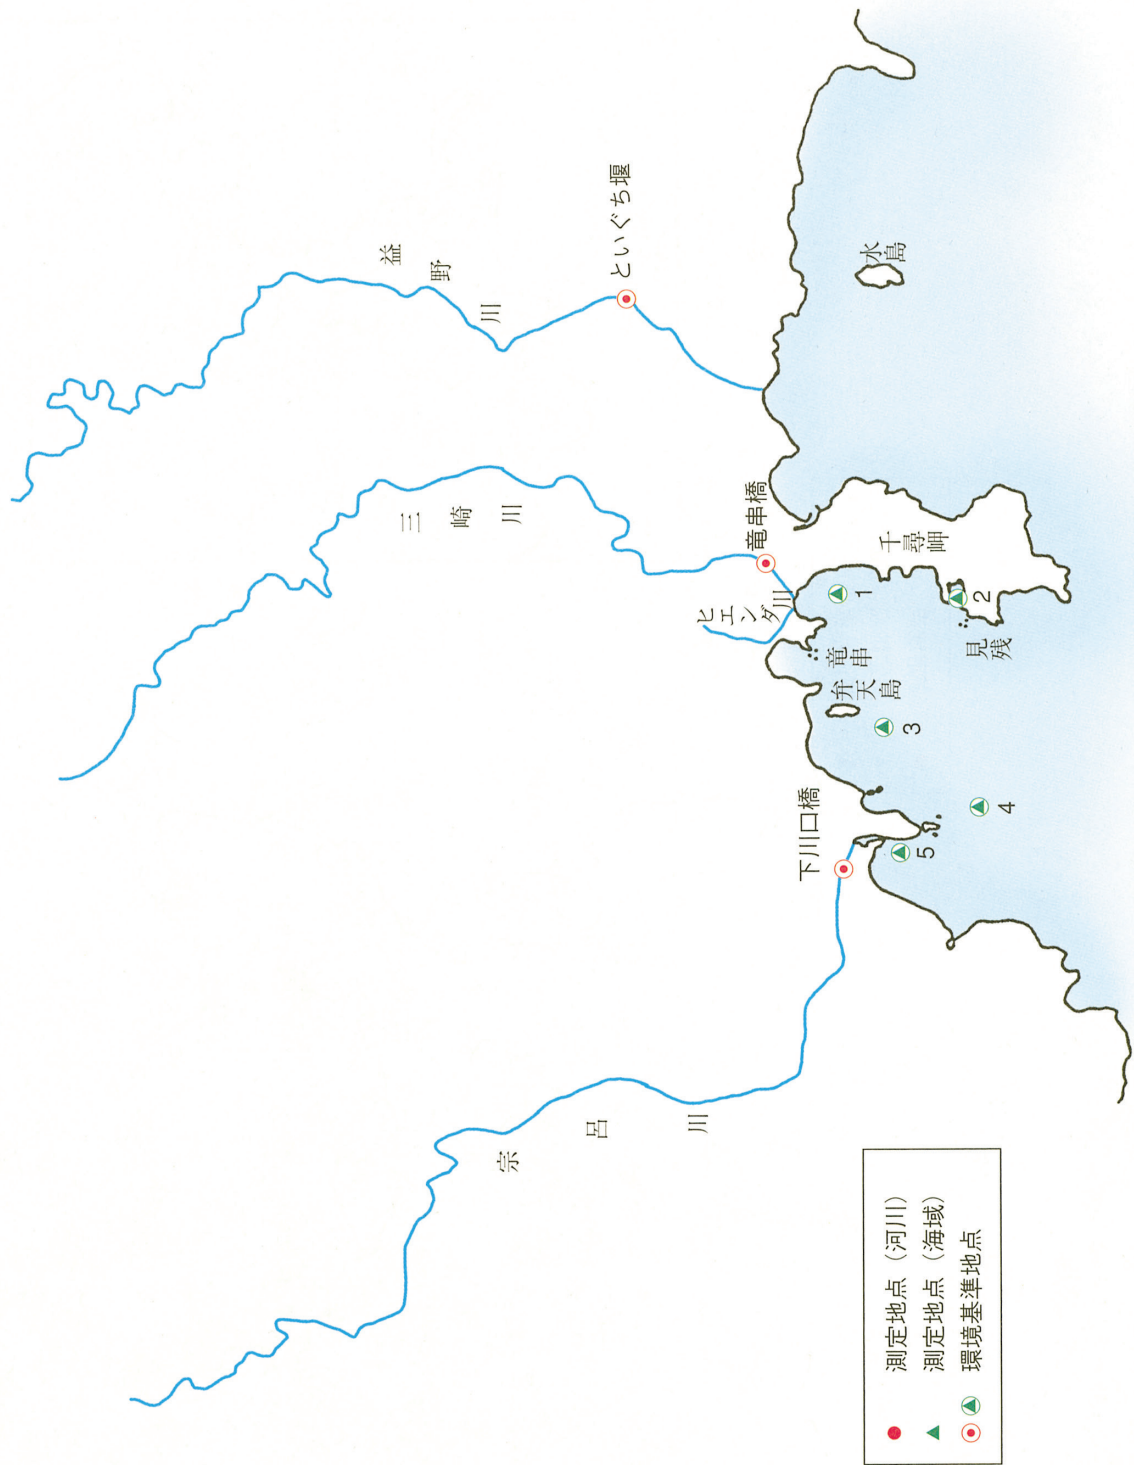 益野川
といぐち堰
水島
三崎川
竜串橋
千尋岬
ヒエンダ川
1
2
竜串
見残
弁天島
3
4
下川口橋
5
宗呂川
測定地点（河川）
測定地点（海域）
環境基準地点